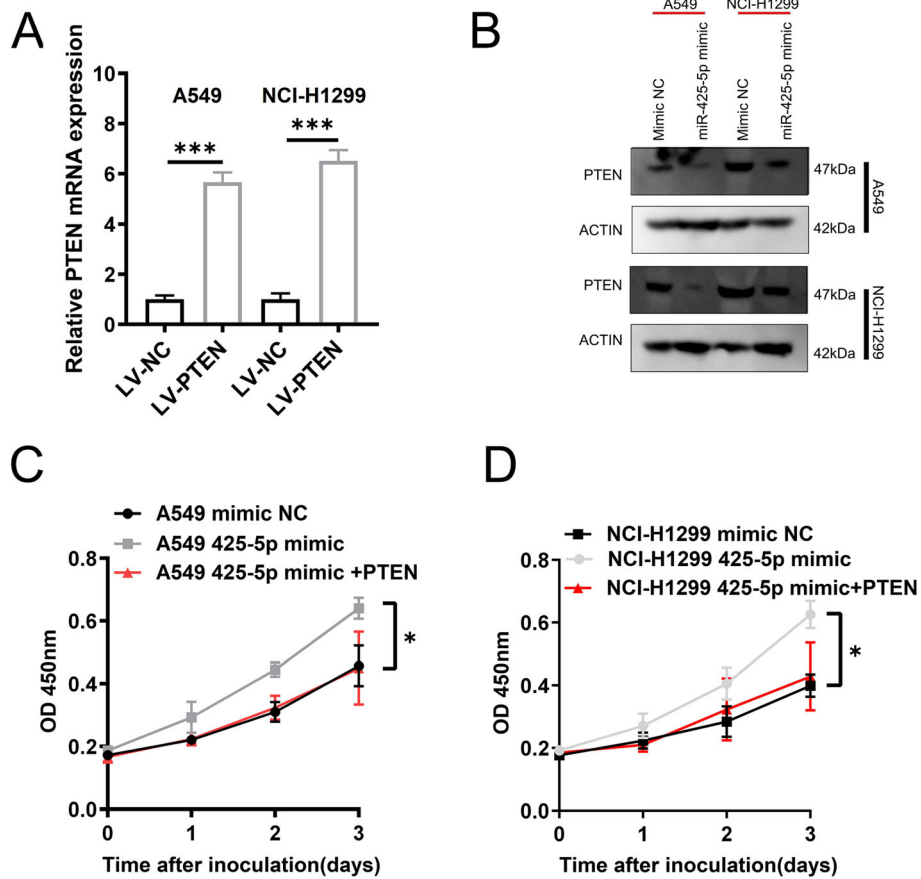 A
Relative PTEN mRNA expression
10
8
6
4
2
0
A549
NCI-H1299
***
***
LV-NC
LV-PTEN
LV-NC
LV-PTEN
B
A549
NCI-H1299
Mimic NC
miR-425-5p mimic
Mimic NC
miR-425-5p mimic
PTEN
47kDa
ACTIN
42kDa
A549
PTEN
47kDa
ACTIN
42kDa
NCI-H1299
C
A549 mimic NC
A549 425-5p mimic
A549 425-5p mimic +PTEN
OD 450nm
0.8
0.6
0.4
0.2
0.0
*
0 1 2 3
Time after inoculation(days)
D
NCI-H1299 mimic NC
NCI-H1299 425-5p mimic
NCI-H1299 425-5p mimic+PTEN
OD 450nm
0.8
0.6
0.4
0.2
0.0
*
0 1 2 3
Time after inoculation(days)